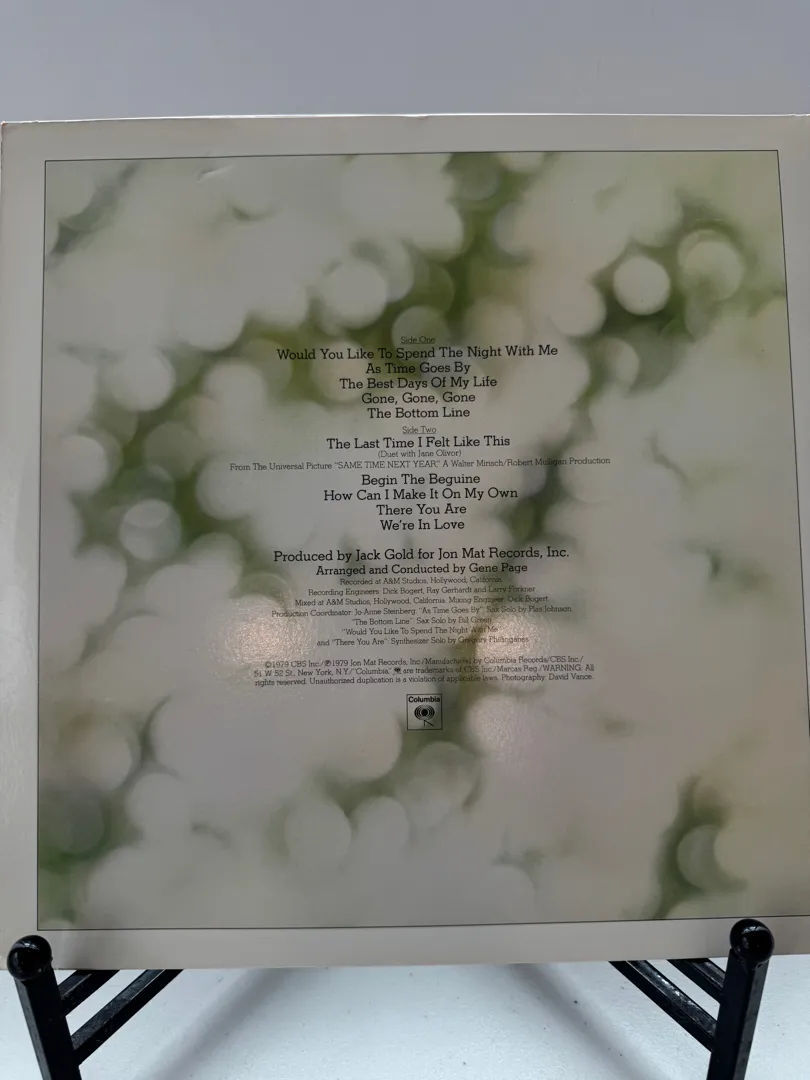 Side One
Would You Like To Spend The Night With Me
As Time Goes By
The Best Days Of My Life
Gone, Gone, Gone
The Bottom Line
Side Two
The Last Time I Felt Like This
(Duet with Jane Olivor)
From The Universal Picture "SAME TIME NEXT YEAR," A Walter Mirisch/Robert Mulligan Production
Begin The Beguine
How Can I Make It On My Own
There You Are
We're In Love
Produced by Jack Gold for Jon Mat Records, Inc.
Arranged and Conducted by Gene Page
Recorded at A&M Studios, Hollywood, California
Recording Engineers: Dick Bogert, Ray Gerhardt and Larry Forkner
Mixed at A&M Studios, Hollywood, California. Mixing Engineer: Dick Bogert
Production Coordinator: Jo-Anne Steinberg. "As Time Goes By" Sax Solo by Plas Johnson
"The Bottom Line": Sax Solo by Bill Green
"Would You Like To Spend The Night With Me"
and "There You Are": Synthesizer Solo by Gregory Phillinganes
©1979 CBS Inc./℗1979 Jon Mat Records, Inc./Manufactured by Columbia Records/CBS Inc./
51 W. 52 St., New York, N.Y./"Columbia," are trademarks of CBS Inc./Marcas Reg./WARNING: All
rights reserved. Unauthorized duplication is a violation of applicable laws. Photography: David Vance.
Columbia